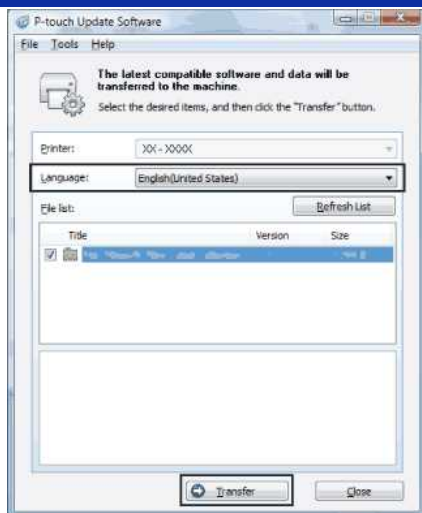 P-touch Update Software
File Tools Help
The latest compatible software and data will be
transferred to the machine.
Select the desired items, and then click the "Transfer" button.
Printer: XX-XXXX
Language: English(United States)
File list: Refresh List
Title Version Size
Transfer Close